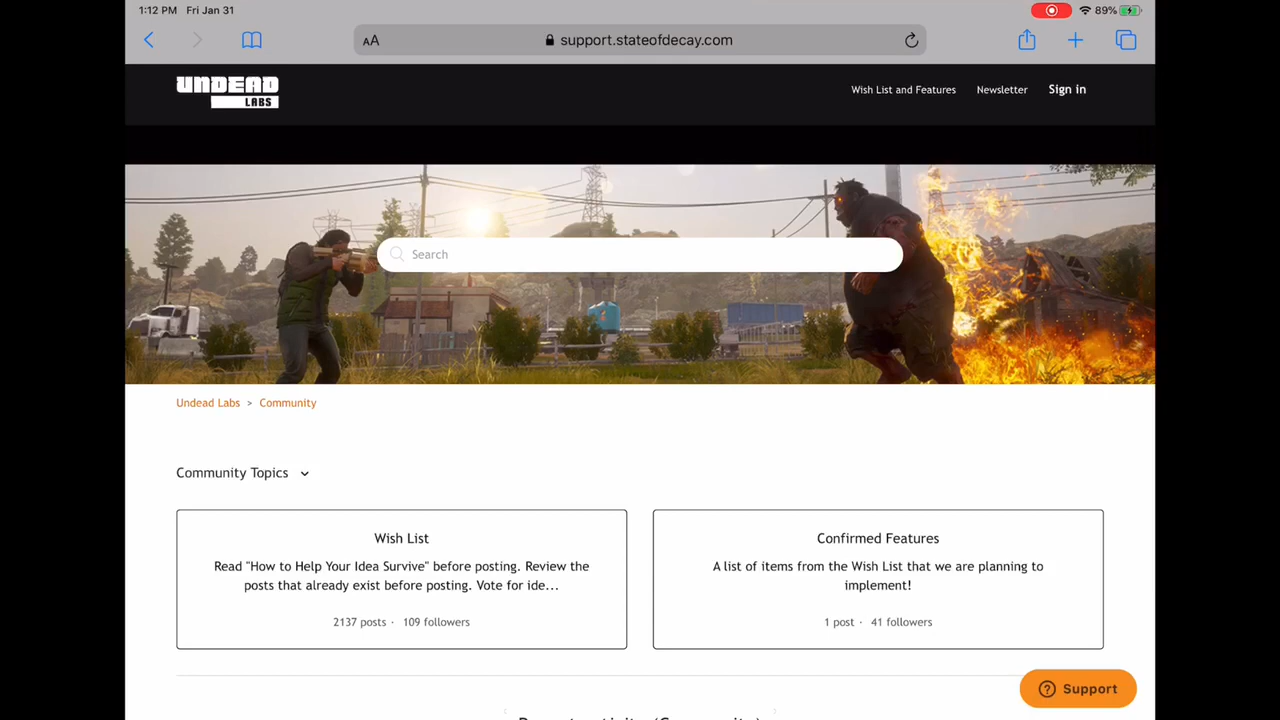 1:12 PM Fri Jan 31
89%
AA
support.stateofdecay.com
UNDEAD
LABS
Wish List and Features
Newsletter
Sign in
Search
Undead Labs > Community
Community Topics
Wish List
Read "How to Help Your Idea Survive" before posting. Review the
posts that already exist before posting. Vote for ide...
2137 posts · 109 followers
Confirmed Features
A list of items from the Wish List that we are planning to
implement!
1 post · 41 followers
Support